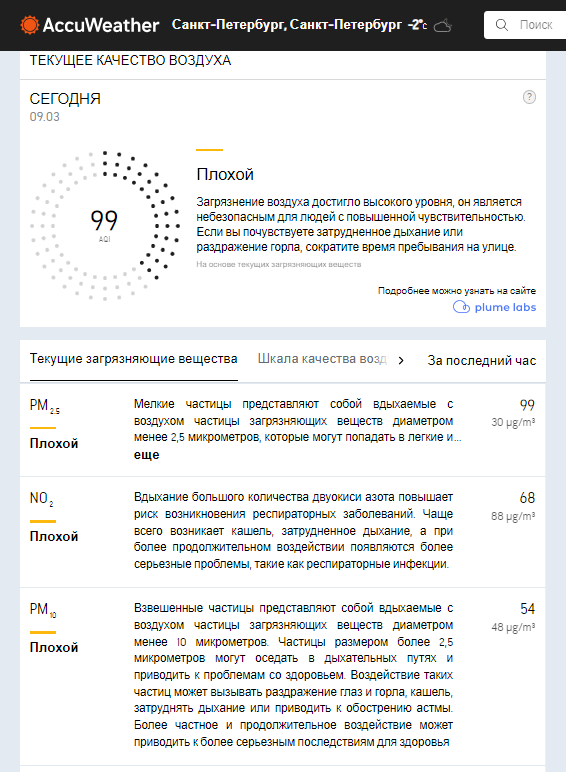 AccuWeather
Санкт-Петербург, Санкт-Петербург -2°C
Поиск
ТЕКУЩЕЕ КАЧЕСТВО ВОЗДУХА
СЕГОДНЯ
09.03
?
99
AQI
Плохой
Загрязнение воздуха достигло высокого уровня, он является
небезопасным для людей с повышенной чувствительностью.
Если вы почувствуете затрудненное дыхание или
раздражение горла, сократите время пребывания на улице.
На основе текущих загрязняющих веществ
Подробнее можно узнать на сайте
plume labs
Текущие загрязняющие вещества Шкала качества возд > За последний час
PM 2.5
Плохой
Мелкие частицы представляют собой вдыхаемые с
воздухом частицы загрязняющих веществ диаметром
менее 2,5 микрометров, которые могут попадать в легкие и...
еще
99
30 µg/m³
NO 2
Плохой
Вдыхание большого количества двуокиси азота повышает
риск возникновения респираторных заболеваний. Чаще
всего возникает кашель, затрудненное дыхание, а при
более продолжительном воздействии появляются более
серьезные проблемы, такие как респираторные инфекции.
68
88 µg/m³
PM 10
Плохой
Взвешенные частицы представляют собой вдыхаемые с
воздухом частицы загрязняющих веществ диаметром
менее 10 микрометров. Частицы размером более 2,5
микрометров могут оседать в дыхательных путях и
приводить к проблемам со здоровьем. Воздействие таких
частиц может вызывать раздражение глаз и горла, кашель,
затруднять дыхание или приводить к обострению астмы.
Более частное и продолжительное воздействие может
приводить к более серьезным последствиям для здоровья
54
48 µg/m³